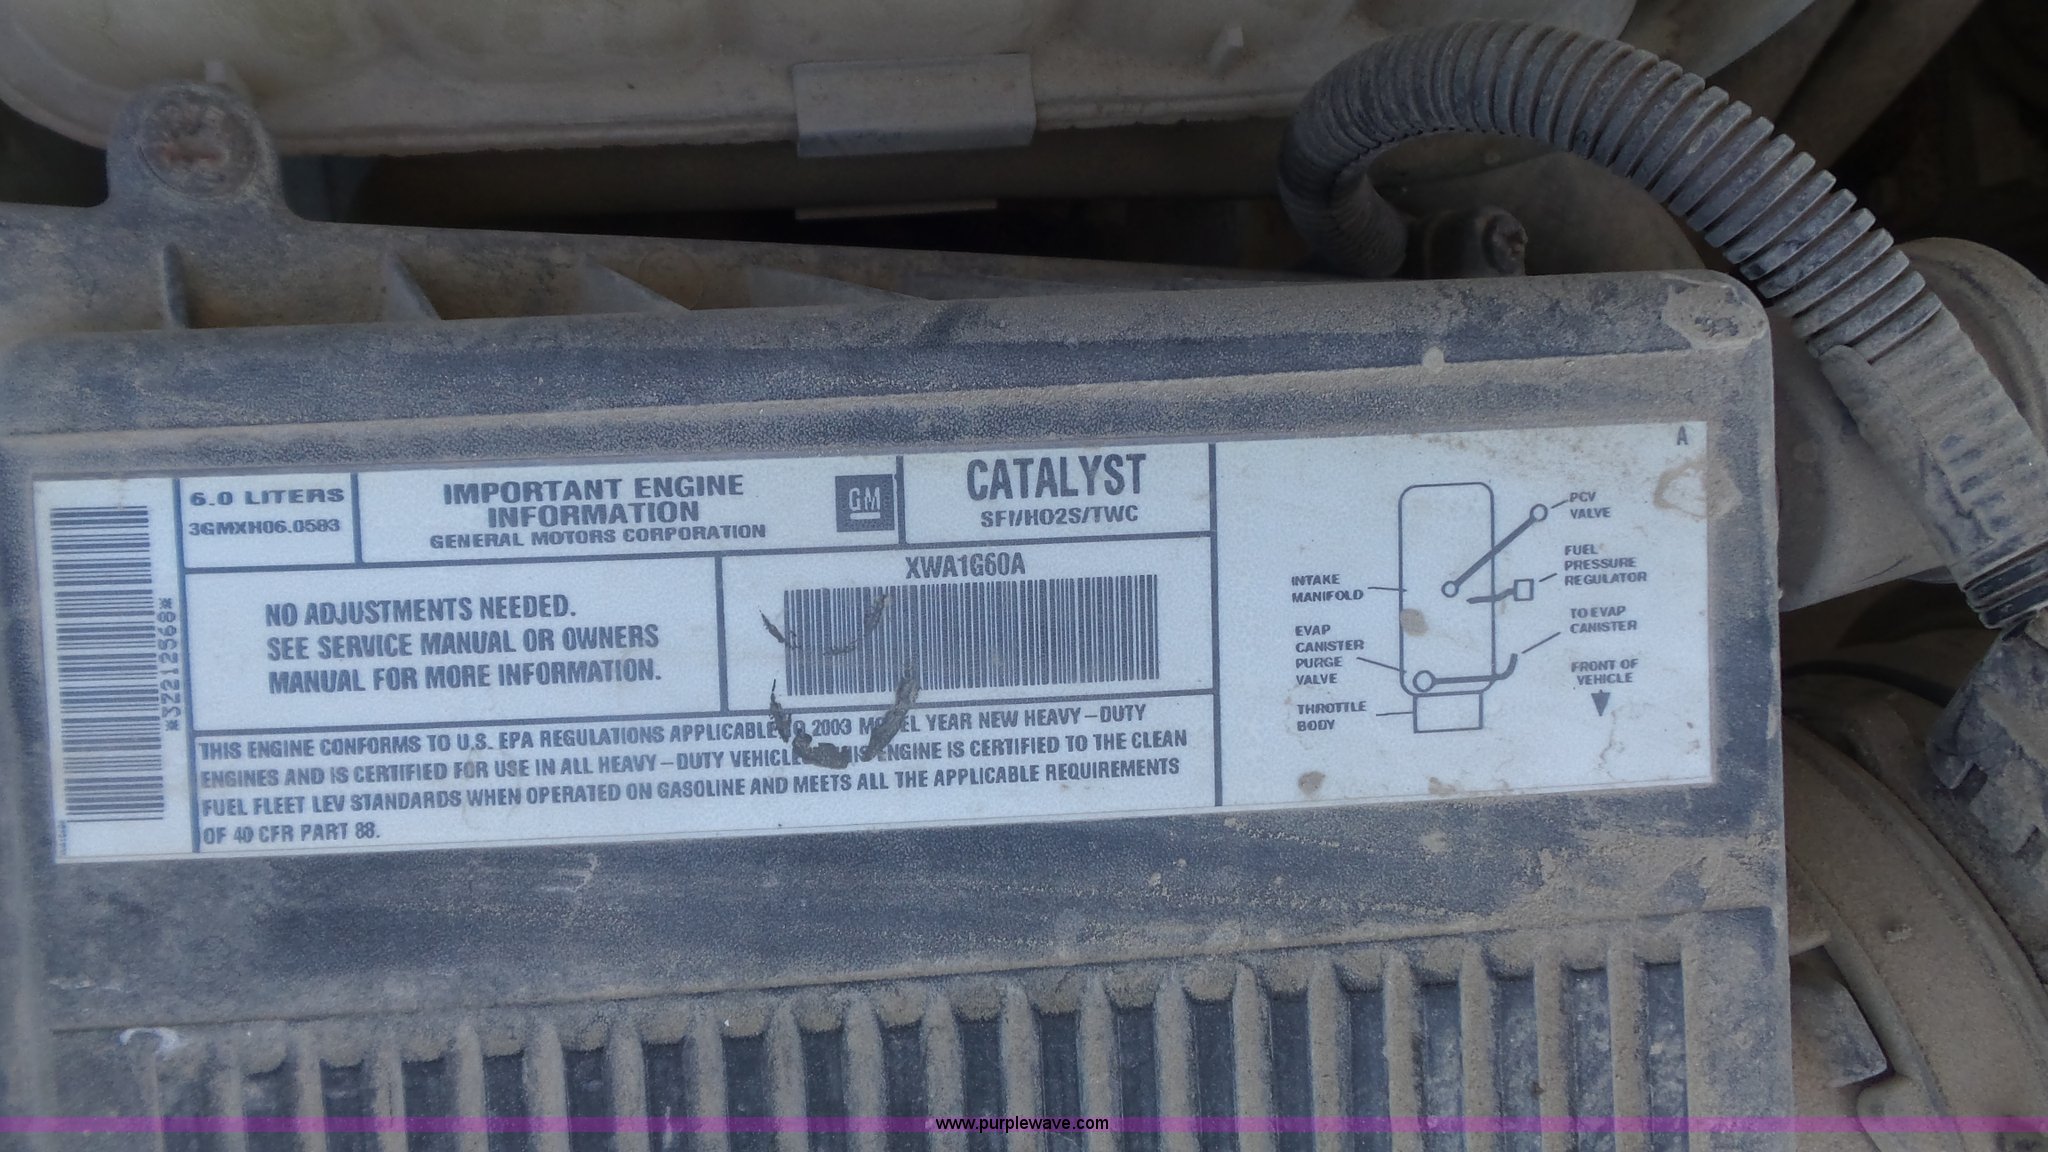 *322112568*
6.0 LITERS
3GMXH06.0583
IMPORTANT ENGINE
INFORMATION
GENERAL MOTORS CORPORATION
GM
CATALYST
SFI/HO2S/TWC
NO ADJUSTMENTS NEEDED.
SEE SERVICE MANUAL OR OWNERS
MANUAL FOR MORE INFORMATION.
XWA1G60A
THIS ENGINE CONFORMS TO U.S. EPA REGULATIONS APPLICABLE 2003 YEAR NEW HEAVY-DUTY
ENGINES AND IS CERTIFIED FOR USE IN ALL HEAVY-DUTY ENGINE IS CERTIFIED TO THE CLEAN
FUEL FLEET LEV STANDARDS WHEN OPERATED ON GASOLINE AND MEETS ALL THE APPLICABLE REQUIREMENTS
OF 40 CFR PART 88.
A
PCV
VALVE
FUEL
PRESSURE
REGULATOR
INTAKE
MANIFOLD
TO EVAP
CANISTER
EVAP
CANISTER
PURGE
VALVE
FRONT OF
VEHICLE
THROTTLE
BODY
www.purplewave.com